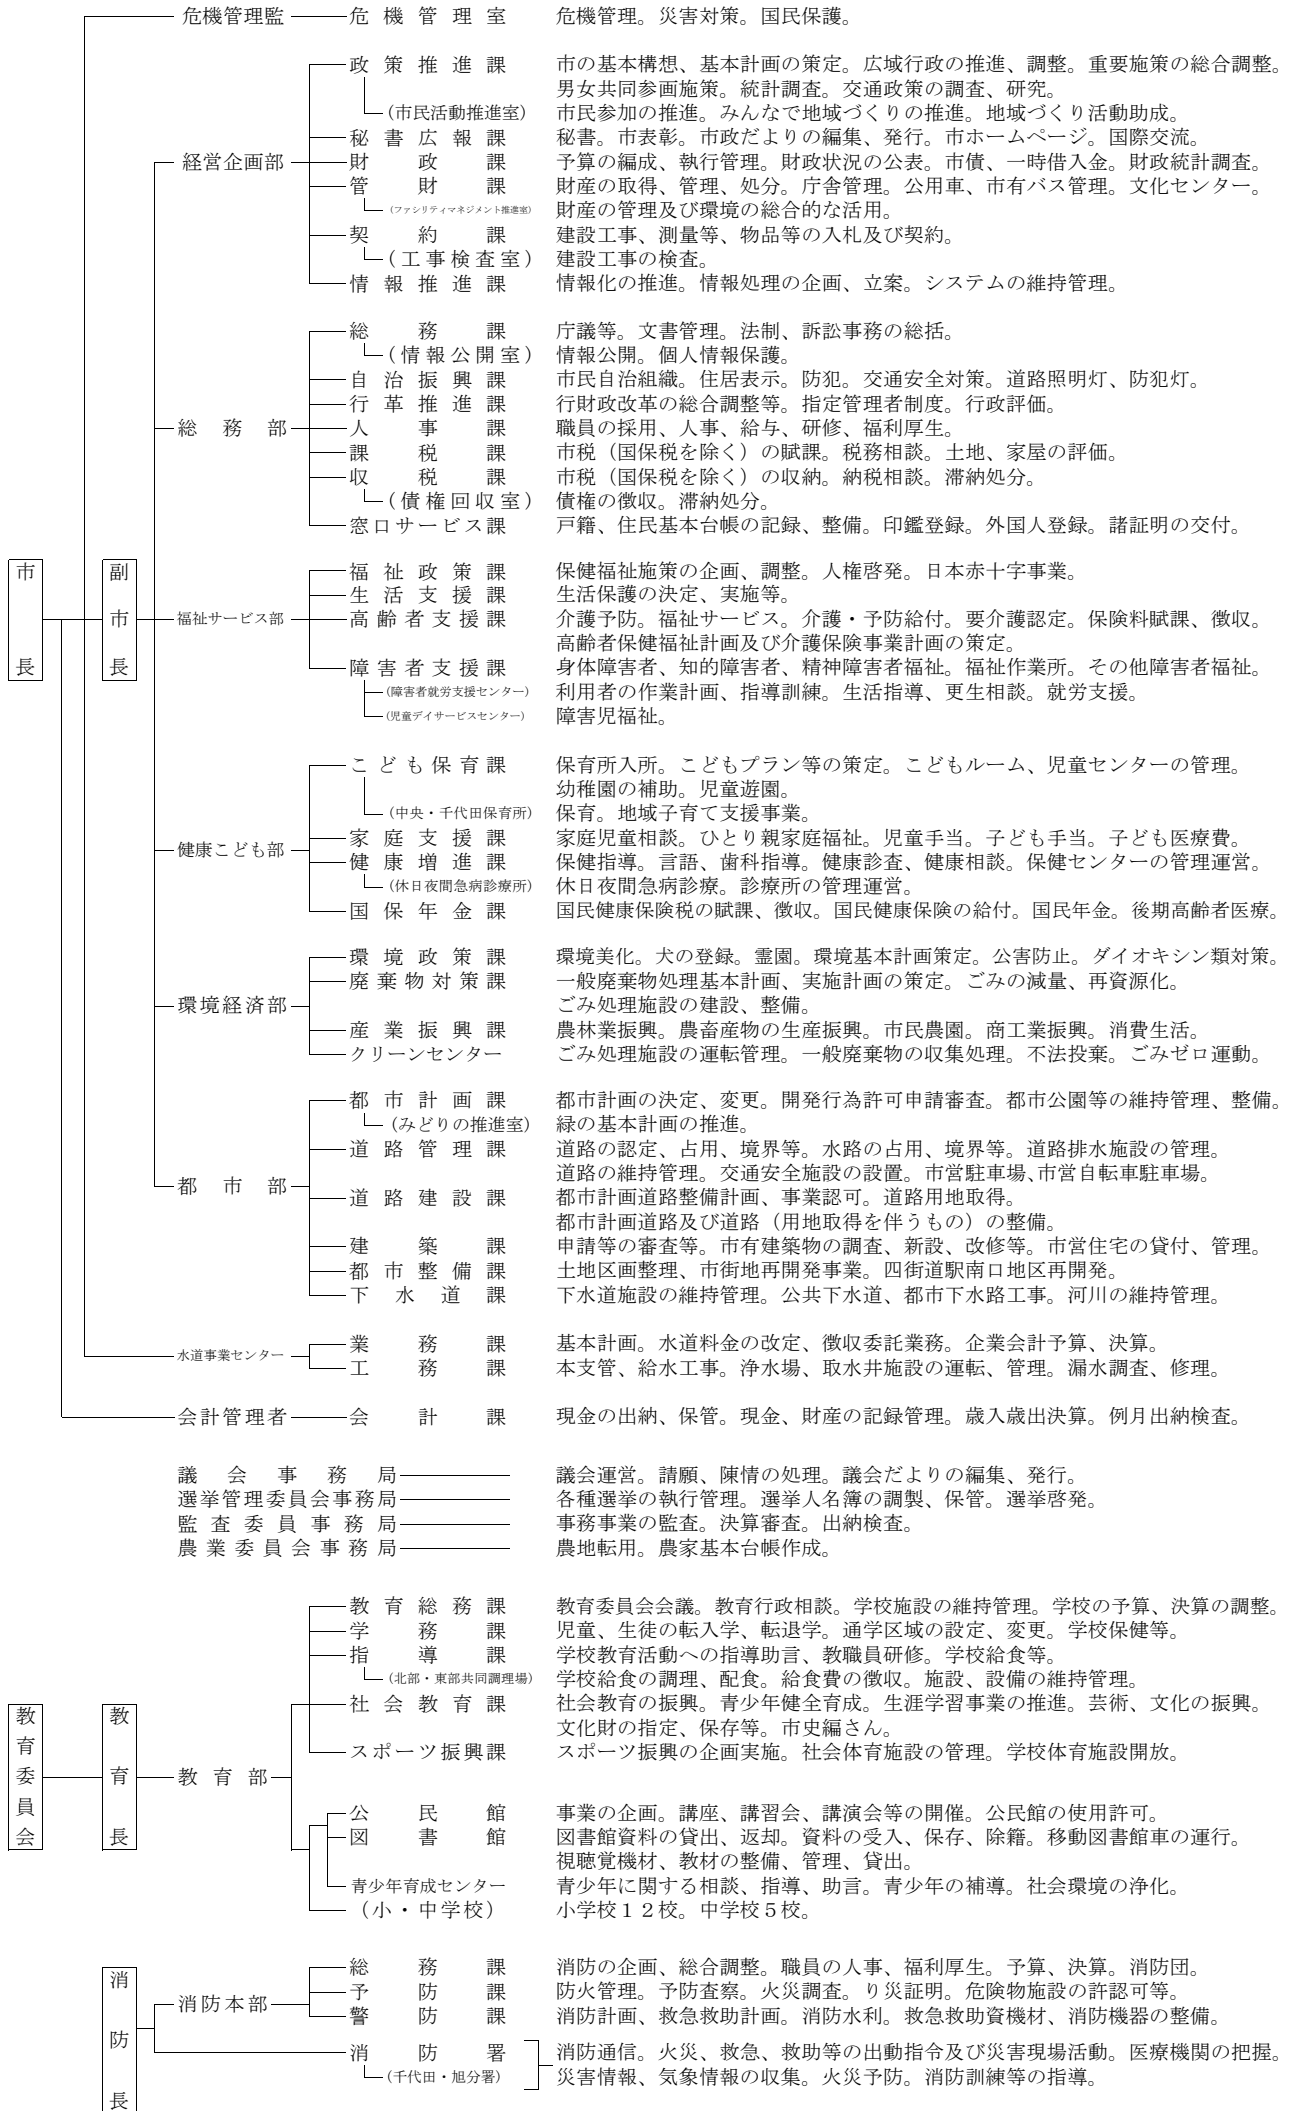 危機管理監 危機管理室 危機管理。災害対策。国民保護。
政策推進課 市の基本構想、基本計画の策定。広域行政の推進、調整。重要施策の総合調整。
男女共同参画施策。統計調査。交通政策の調査、研究。
(市民活動推進室) 市民参加の推進。みんなで地域づくりの推進。地域づくり活動助成。
秘書広報課 秘書。市表彰。市政だよりの編集、発行。市ホームページ。国際交流。
経営企画部 財政課 予算の編成、執行管理。財政状況の公表。市債、一時借入金。財政統計調査。
管財課 財産の取得、管理、処分。庁舎管理。公用車、市有バス管理。文化センター。
(ファシリティマネジメント推進室) 財産の管理及び環境の総合的な活用。
契約課 建設工事、測量等、物品等の入札及び契約。
(工事検査室) 建設工事の検査。
情報推進課 情報化の推進。情報処理の企画、立案。システムの維持管理。
総務課 庁議等。文書管理。法制、訴訟事務の総括。
(情報公開室) 情報公開。個人情報保護。
自治振興課 市民自治組織。住居表示。防犯。交通安全対策。道路照明灯、防犯灯。
行革推進課 行財政改革の総合調整等。指定管理者制度。行政評価。
総務部 人事課 職員の採用、人事、給与、研修、福利厚生。
課税課 市税(国保税を除く)の賦課。税務相談。土地、家屋の評価。
収税課 市税(国保税を除く)の収納。納税相談。滞納処分。
(債権回収室) 債権の徴収。滞納処分。
窓口サービス課 戸籍、住民基本台帳の記録、整備。印鑑登録。外国人登録。諸証明の交付。
市長 副市長
福祉政策課 保健福祉施策の企画、調整。人権啓発。日本赤十字事業。
生活支援課 生活保護の決定、実施等。
福祉サービス部 高齢者支援課 介護予防。福祉サービス。介護・予防給付。要介護認定。保険料賦課、徴収。
高齢者保健福祉計画及び介護保険事業計画の策定。
障害者支援課 身体障害者、知的障害者、精神障害者福祉。福祉作業所。その他障害者福祉。
(障害者就労支援センター) 利用者の作業計画、指導訓練。生活指導、更生相談。就労支援。
(児童デイサービスセンター) 障害児福祉。
こども保育課 保育所入所。こどもプラン等の策定。こどもルーム、児童センターの管理。
幼稚園の補助。児童遊園。
(中央・千代田保育所) 保育。地域子育て支援事業。
家庭支援課 家庭児童相談。ひとり親家庭福祉。児童手当。子ども手当。子ども医療費。
健康こども部 健康増進課 保健指導。言語、歯科指導。健康診査、健康相談。保健センターの管理運営。
(休日夜間急病診療所) 休日夜間急病診療。診療所の管理運営。
国保年金課 国民健康保険税の賦課、徴収。国民健康保険の給付。国民年金。後期高齢者医療。
環境政策課 環境美化。犬の登録。霊園。環境基本計画策定。公害防止。ダイオキシン類対策。
廃棄物対策課 一般廃棄物処理基本計画、実施計画の策定。ごみの減量、再資源化。
環境経済部 ごみ処理施設の建設、整備。
産業振興課 農林業振興。農畜産物の生産振興。市民農園。商工業振興。消費生活。
クリーンセンター ごみ処理施設の運転管理。一般廃棄物の収集処理。不法投棄。ごみゼロ運動。
都市計画課 都市計画の決定、変更。開発行為許可申請審査。都市公園等の維持管理、整備。
(みどりの推進室) 緑の基本計画の推進。
道路管理課 道路の認定、占用、境界等。水路の占用、境界等。道路排水施設の管理。
道路の維持管理。交通安全施設の設置。市営駐車場、市営自転車駐車場。
都市部 道路建設課 都市計画道路整備計画、事業認可。道路用地取得。
都市計画道路及び道路(用地取得を伴うもの)の整備。
建築課 申請等の審査等。市有建築物の調査、新設、改修等。市営住宅の貸付、管理。
都市整備課 土地区画整理、市街地再開発事業。四街道駅南口地区再開発。
下水道課 下水道施設の維持管理。公共下水道、都市下水路工事。河川の維持管理。
水道事業センター 業務課 基本計画。水道料金の改定、徴収委託業務。企業会計予算、決算。
工務課 本支管、給水工事。浄水場、取水井施設の運転、管理。漏水調査、修理。
会計管理者 会計課 現金の出納、保管。現金、財産の記録管理。歳入歳出決算。例月出納検査。
議会事務局 議会運営。請願、陳情の処理。議会だよりの編集、発行。
選挙管理委員会事務局 各種選挙の執行管理。選挙人名簿の調製、保管。選挙啓発。
監査委員事務局 事務事業の監査。決算審査。出納検査。
農業委員会事務局 農地転用。農家基本台帳作成。
教育総務課 教育委員会会議。教育行政相談。学校施設の維持管理。学校の予算、決算の調整。
学務課 児童、生徒の転入学、転退学。通学区域の設定、変更。学校保健等。
指導課 学校教育活動への指導助言、教職員研修。学校給食等。
(北部・東部共同調理場) 学校給食の調理、配食。給食費の徴収。施設、設備の維持管理。
社会教育課 社会教育の振興。青少年健全育成。生涯学習事業の推進。芸術、文化の振興。
文化財の指定、保存等。市史編さん。
スポーツ振興課 スポーツ振興の企画実施。社会体育施設の管理。学校体育施設開放。
教育委員会 教育長 教育部
公民館 事業の企画。講座、講習会、講演会等の開催。公民館の使用許可。
図書館 図書館資料の貸出、返却。資料の受入、保存、除籍。移動図書館車の運行。
視聴覚機材、教材の整備、管理、貸出。
青少年育成センター 青少年に関する相談、指導、助言。青少年の補導。社会環境の浄化。
(小・中学校) 小学校12校。中学校5校。
総務課 消防の企画、総合調整。職員の人事、福利厚生。予算、決算。消防団。
消防長 消防本部 予防課 防火管理。予防査察。火災調査。り災証明。危険物施設の許認可等。
警防課 消防計画、救急救助計画。消防水利。救急救助資機材、消防機器の整備。
消防署 消防通信。火災、救急、救助等の出動指令及び災害現場活動。医療機関の把握。
(千代田・旭分署) 災害情報、気象情報の収集。火災予防。消防訓練等の指導。